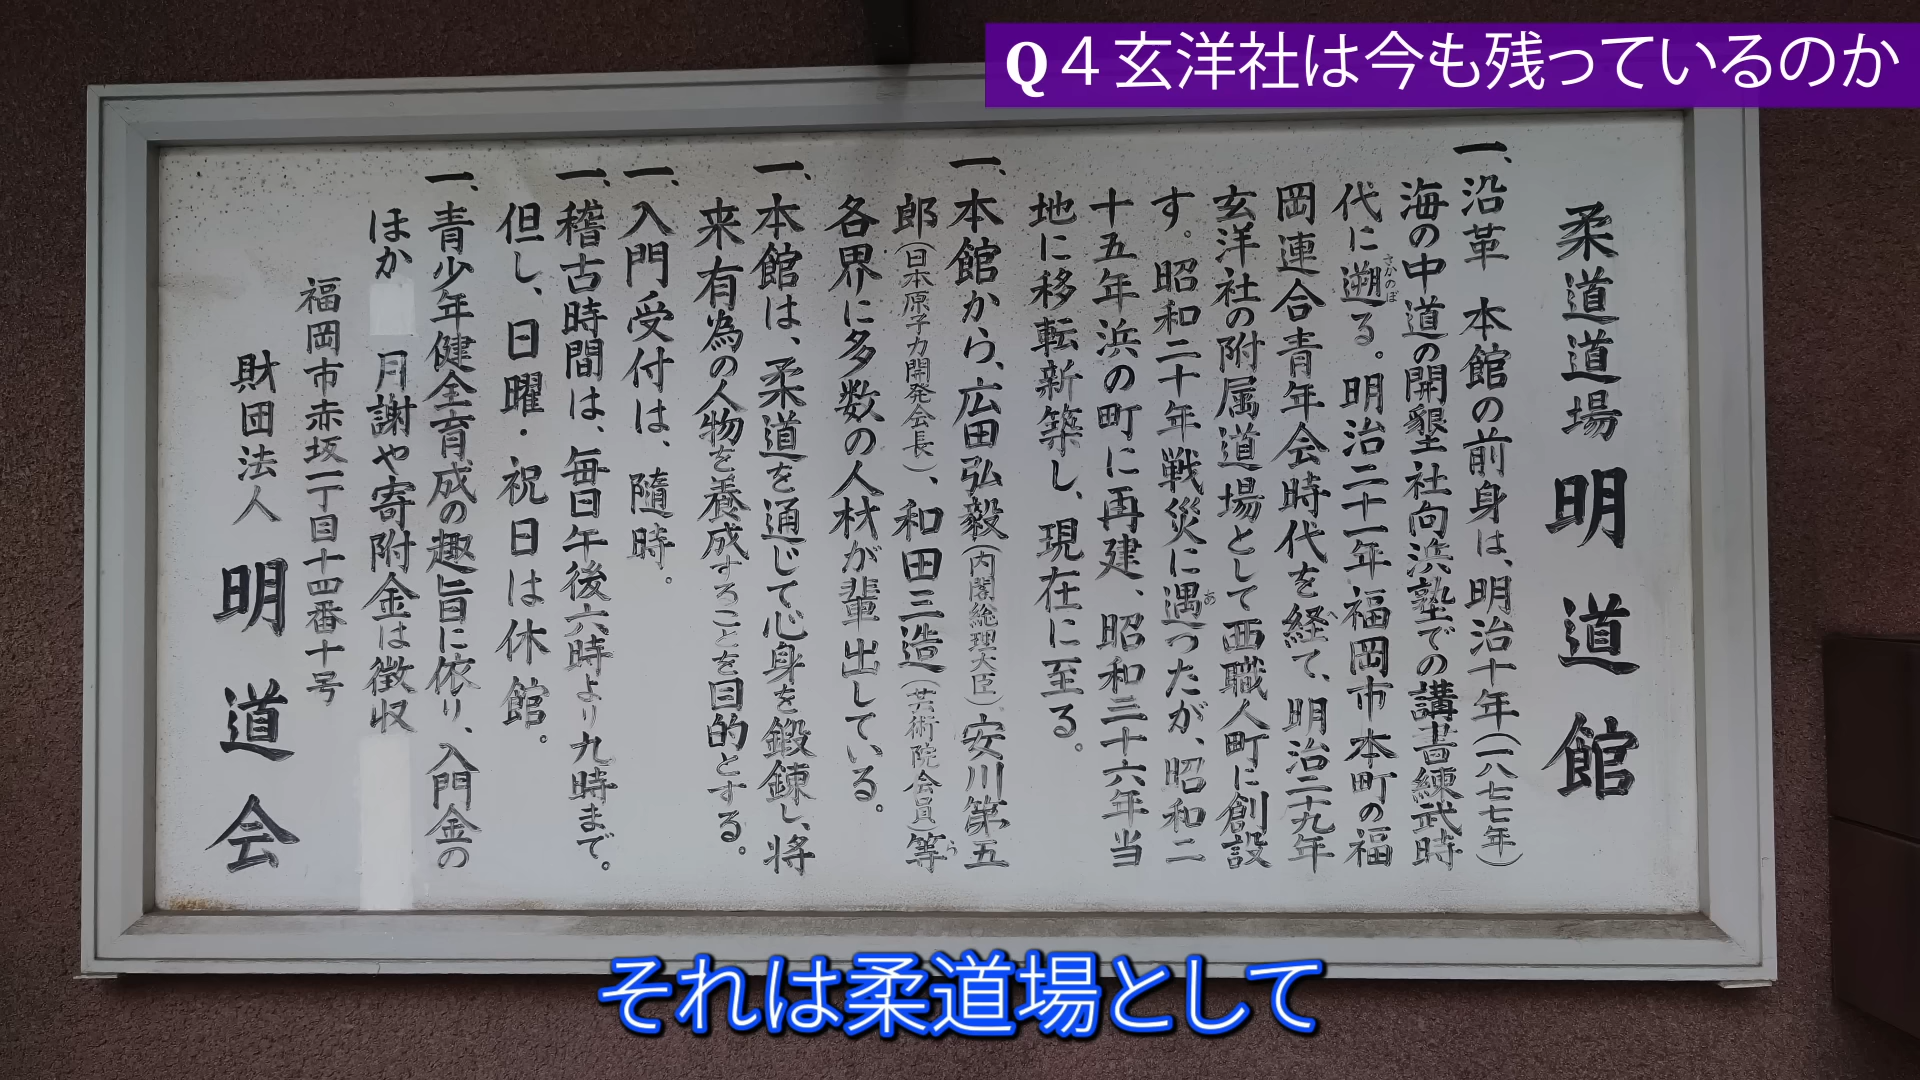 Q４玄洋社は今も残っているのか
柔道道場 明道館
一、沿革 本館の前身は、明治十年（一八七七年）
海の中道の開墾社向浜塾での講書練武時
代に遡る。明治二十一年福岡市本町の福
さかのぼ
岡連合青年会時代を経て、明治二十九年
玄洋社の附属道場として西職人町に創設
す。昭和二十年戦災に遇つたが、昭和二
あ
十五年浜の町に再建、昭和三十六年当
地に移転新築し、現在に至る。
一、本館から、広田弘毅（内閣総理大臣）安川第五
郎（日本原子力開発会長）、和田三造（芸術院会員）等
各界に多数の人材が輩出している。
一、本館は、柔道を通じて心身を鍛錬し、将
来有為の人物を養成することを目的とする。
一、入門受付は、随時。
一、稽古時間は、毎日午後六時より九時まで。
但し、日曜・祝日は休館。
一、青少年健全育成の趣旨に依り、入門金の
ほか 月謝や寄附金は徴収
福岡市赤坂一丁目十四番十号
財団法人 明道会
それは柔道場として